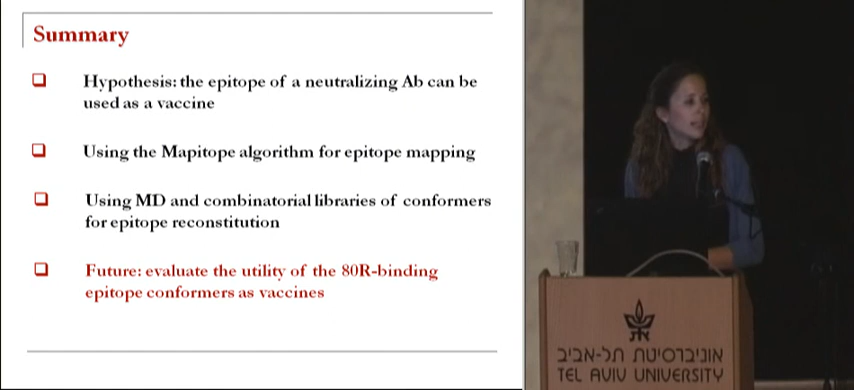 Summary
Hypothesis: the epitope of a neutralizing Ab can be
used as a vaccine
Using the Mapitope algorithm for epitope mapping
Using MD and combinatorial libraries of conformers
for epitope reconstitution
Future: evaluate the utility of the 80R-binding
epitope conformers as vaccines
אוניברסיטת תל-אביב
TEL AVIV UNIVERSITY